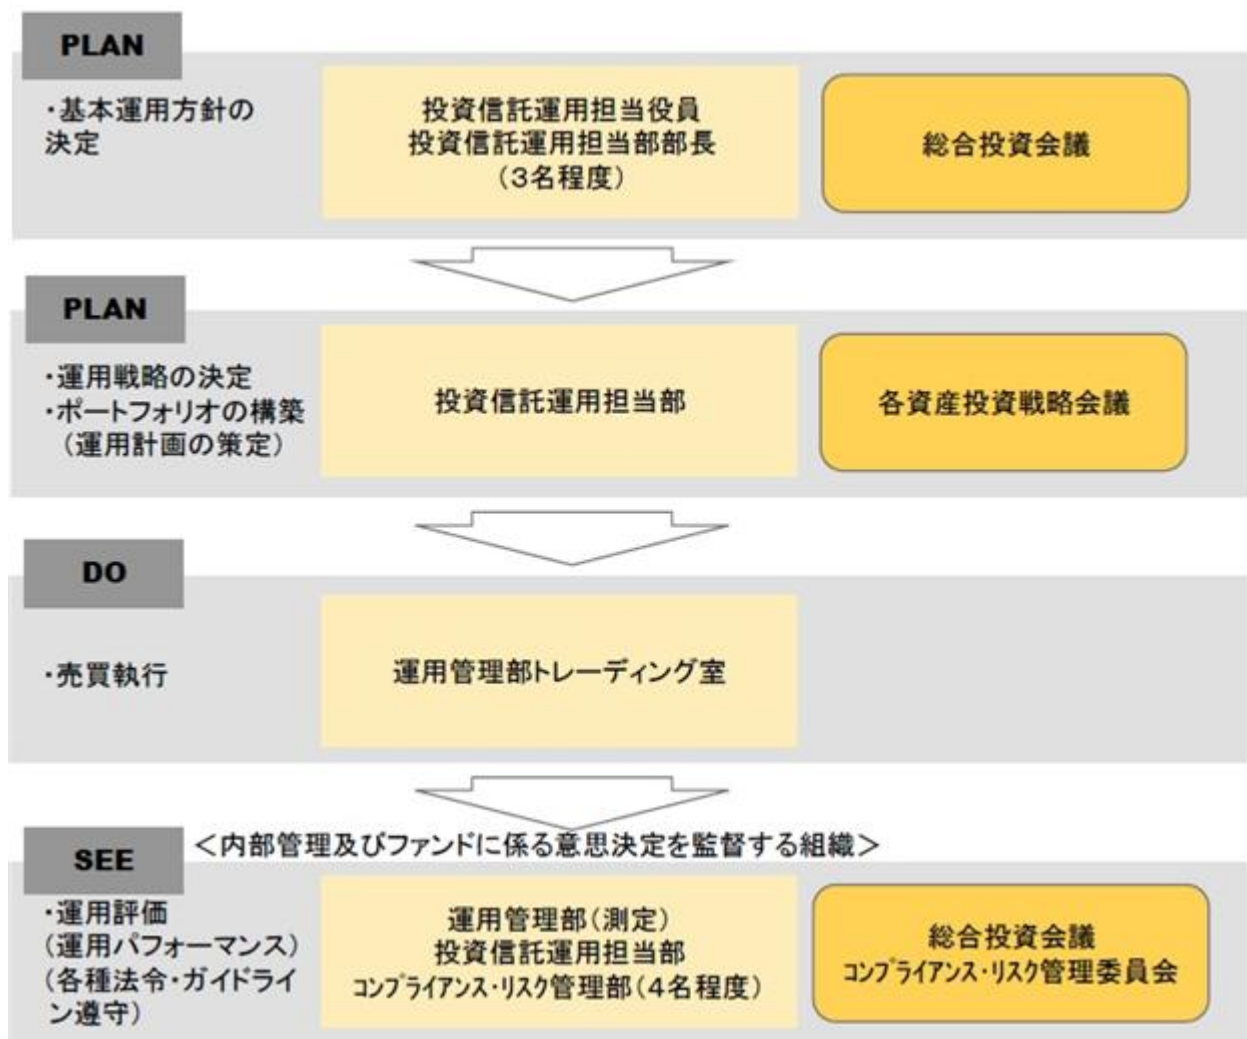 PLAN
・基本運用方針の
決定
投資信託運用担当役員
投資信託運用担当部部長
(3名程度)
総合投資会議
PLAN
・運用戦略の決定
・ポートフォリオの構築
(運用計画の策定)
投資信託運用担当部
各資産投資戦略会議
DO
・売買執行
運用管理部トレーディング室
SEE
<内部管理及びファンドに係る意思決定を監督する組織>
・運用評価
(運用パフォーマンス)
(各種法令・ガイドライ
ン遵守)
運用管理部(測定)
投資信託運用担当部
コンプライアンス・リスク管理部(4名程度)
総合投資会議
コンプライアンス・リスク管理委員会